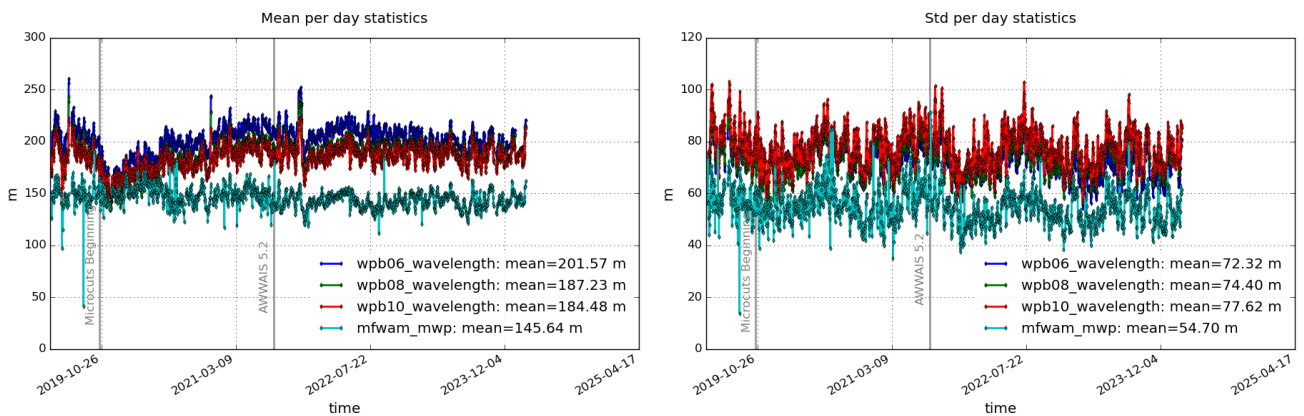 Mean per day statistics
300
250
200
150
100
50
0
m
Microcuts Beginning
AWWAIS 5.2
wpb06_wavelength: mean=201.57 m
wpb08_wavelength: mean=187.23 m
wpb10_wavelength: mean=184.48 m
mfwam_mwp: mean=145.64 m
2019-10-26
2021-03-09
2022-07-22
2023-12-04
2025-04-17
time
Std per day statistics
120
100
80
60
40
20
0
m
Microcuts Beginning
AWWAIS 5.2
wpb06_wavelength: mean=72.32 m
wpb08_wavelength: mean=74.40 m
wpb10_wavelength: mean=77.62 m
mfwam_mwp: mean=54.70 m
2019-10-26
2021-03-09
2022-07-22
2023-12-04
2025-04-17
time